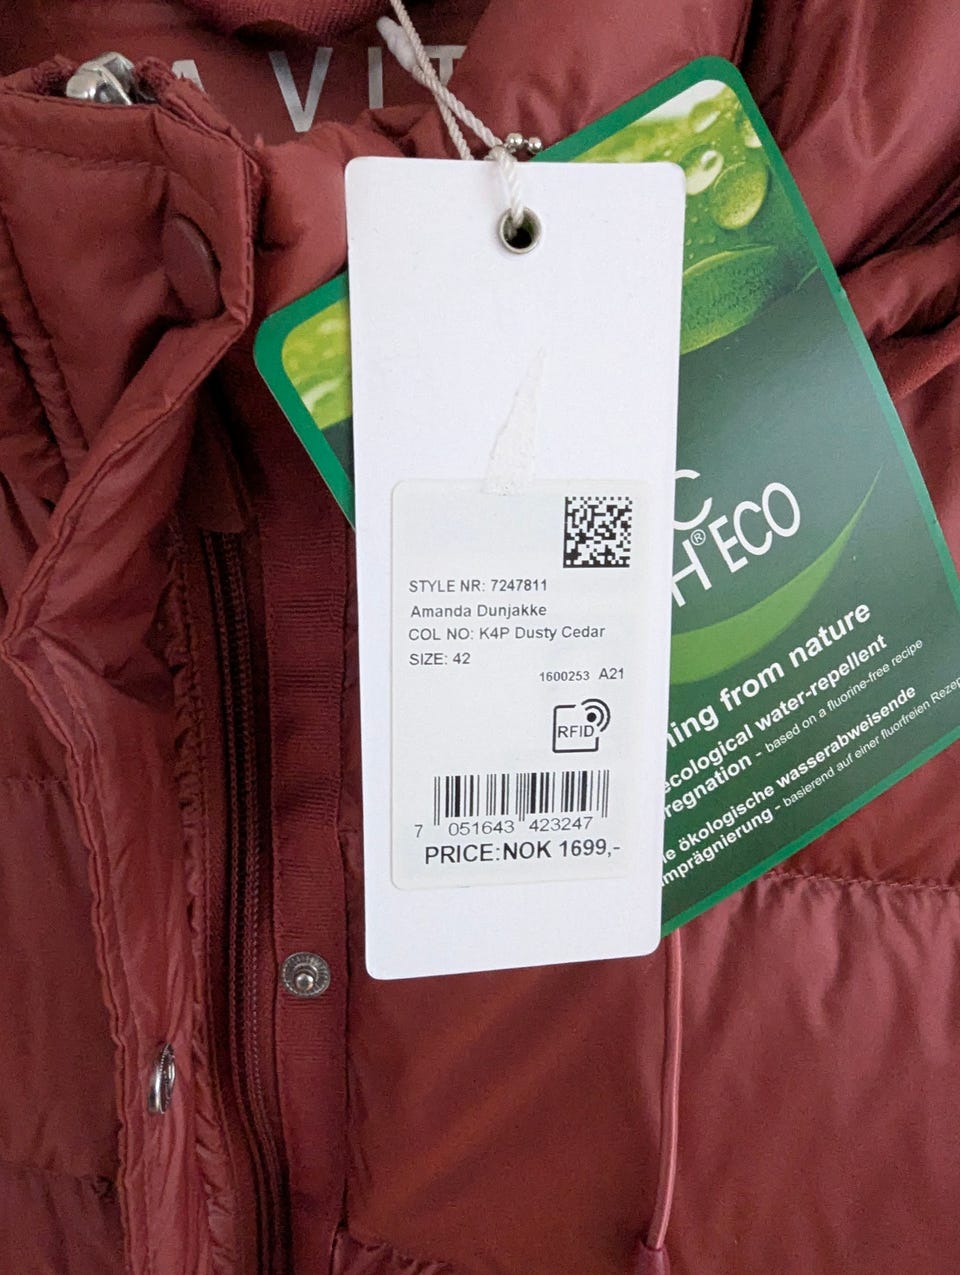 VIT
STYLE NR: 7247811
Amanda Dunjakke
COL NO: K4P Dusty Cedar
SIZE: 42
1600253 A21
RFID
7 051643 423247
PRICE:NOK 1699,-
C
H® ECO
from nature
ecological water-repellent
- based on a fluorine-free recipe
ökologische wasserabweisende
- basierend auf einer fluorfreien